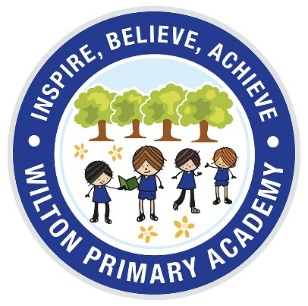 INSPIRE, BELIEVE, ACHIEVE
WILTON PRIMARY ACADEMY